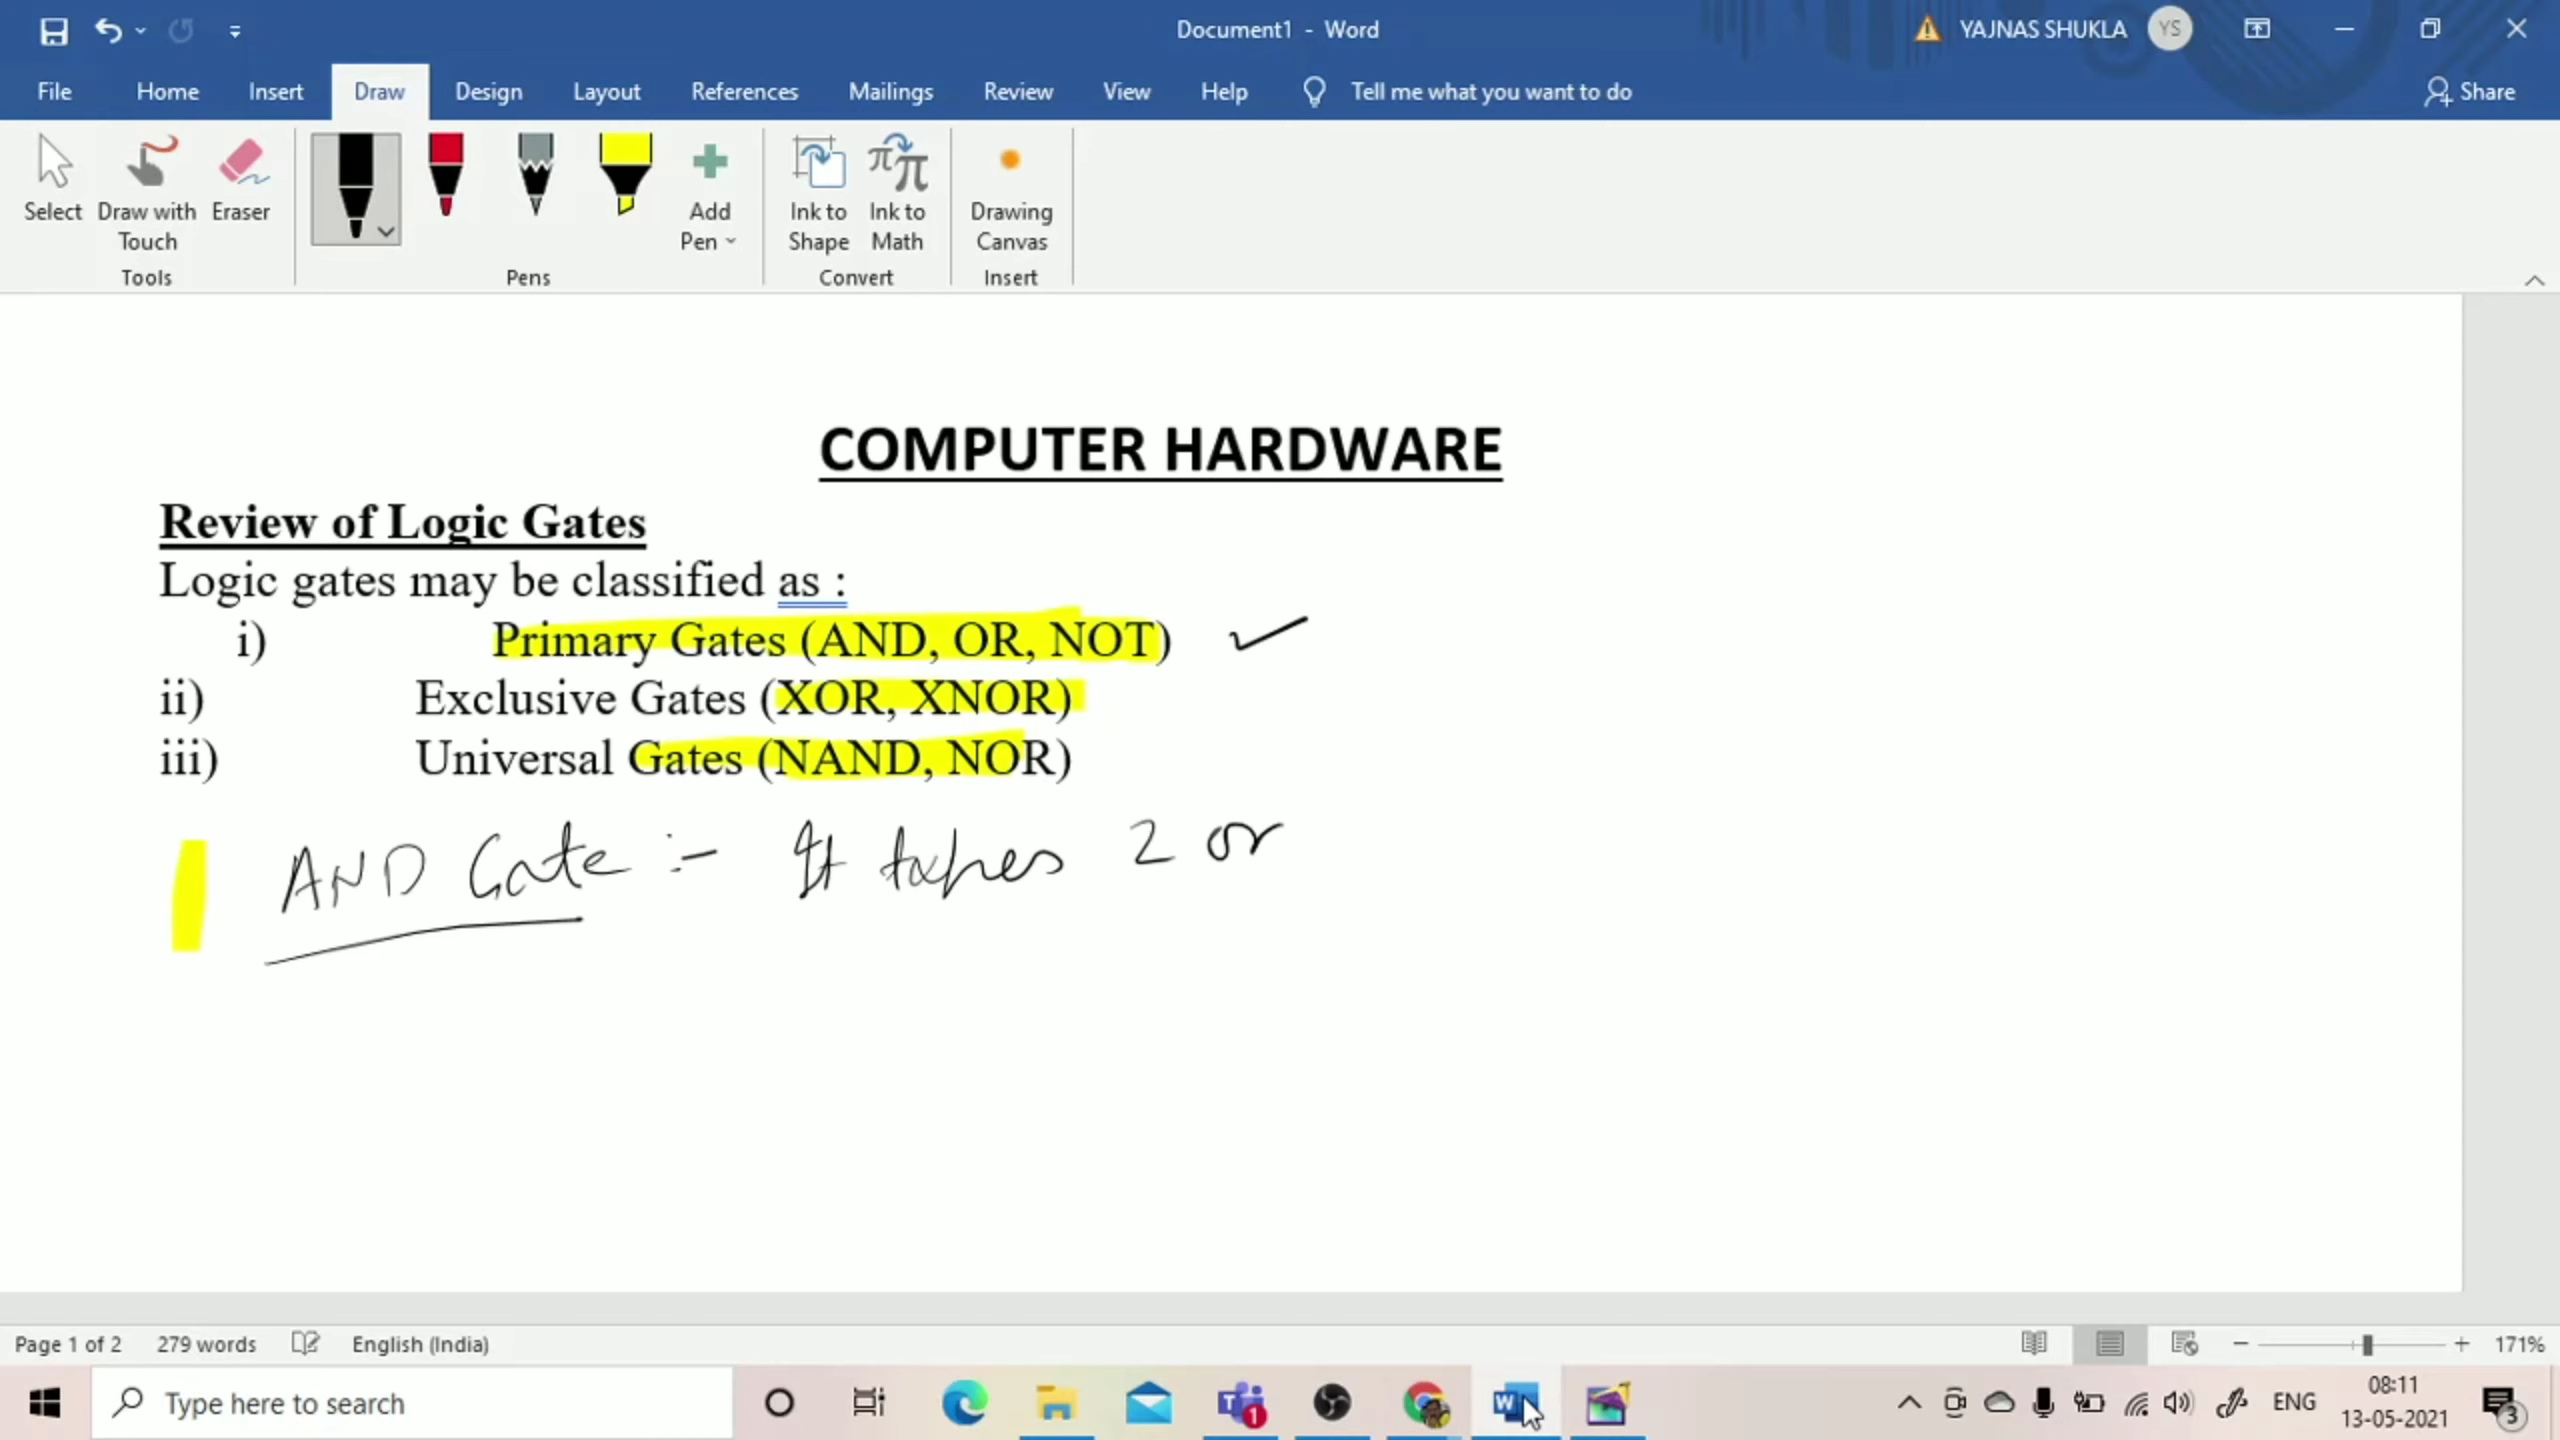 Document1 - Word
YAJNAS SHUKLA YS
File Home Insert Draw Design Layout References Mailings Review View Help Tell me what you want to do Share
Select Draw with Touch Eraser Add Pen Ink to Shape Ink to Math Drawing Canvas
Tools Pens Convert Insert
COMPUTER HARDWARE
Review of Logic Gates
Logic gates may be classified as :
i) Primary Gates (AND, OR, NOT)
ii) Exclusive Gates (XOR, XNOR)
iii) Universal Gates (NAND, NOR)
AND Gate :- It takes 2 or
Page 1 of 2 279 words English (India) 171%
Type here to search 1 ENG 08:11 3
13-05-2021